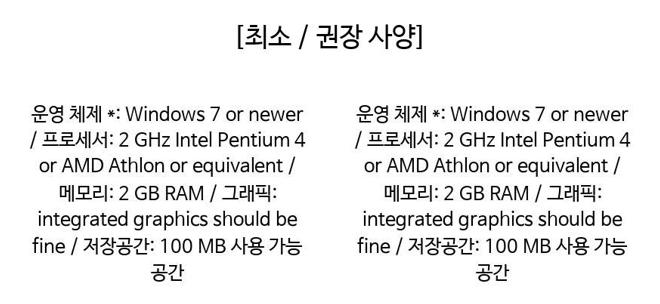 [최소 / 권장 사양]
운영 체제 *: Windows 7 or newer
/ 프로세서: 2 GHz Intel Pentium 4
or AMD Athlon or equivalent /
메모리: 2 GB RAM / 그래픽:
integrated graphics should be
fine / 저장공간: 100 MB 사용 가능
공간
운영 체제 *: Windows 7 or newer
/ 프로세서: 2 GHz Intel Pentium 4
or AMD Athlon or equivalent /
메모리: 2 GB RAM / 그래픽:
integrated graphics should be
fine / 저장공간: 100 MB 사용 가능
공간